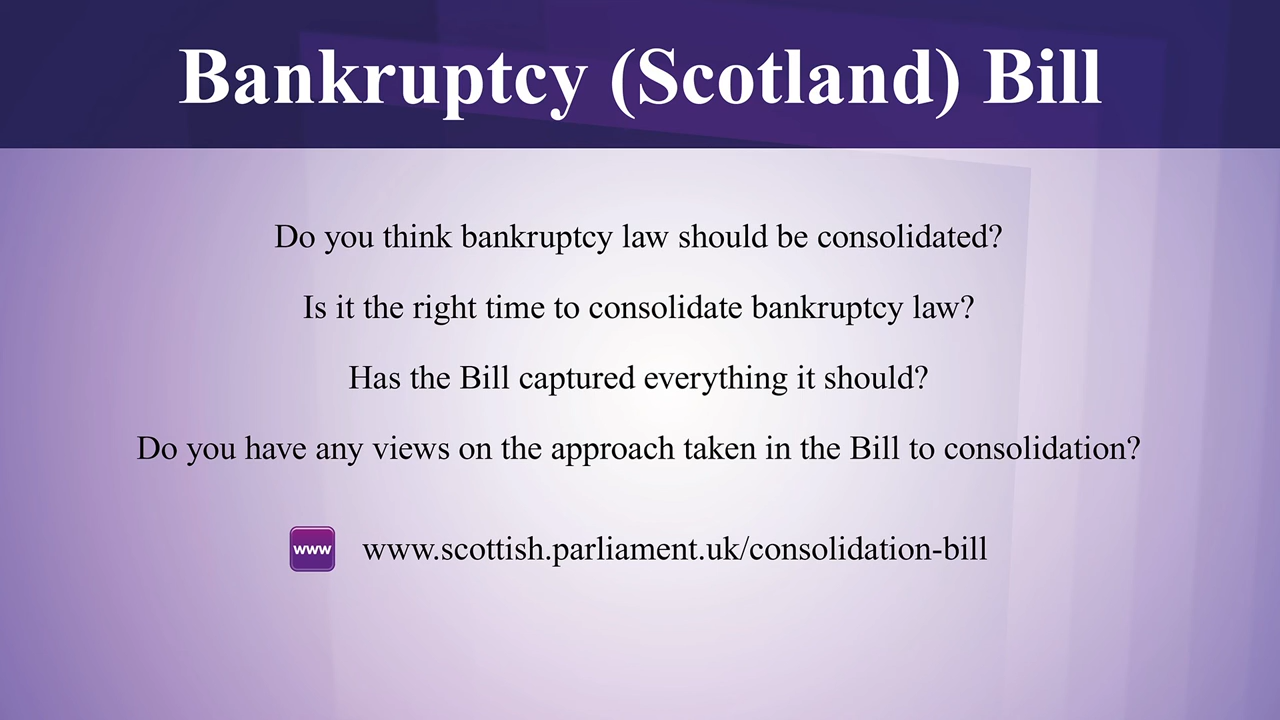 Bankruptcy (Scotland) Bill
Do you think bankruptcy law should be consolidated?
Is it the right time to consolidate bankruptcy law?
Has the Bill captured everything it should?
Do you have any views on the approach taken in the Bill to consolidation?
www www.scottish.parliament.uk/consolidation-bill